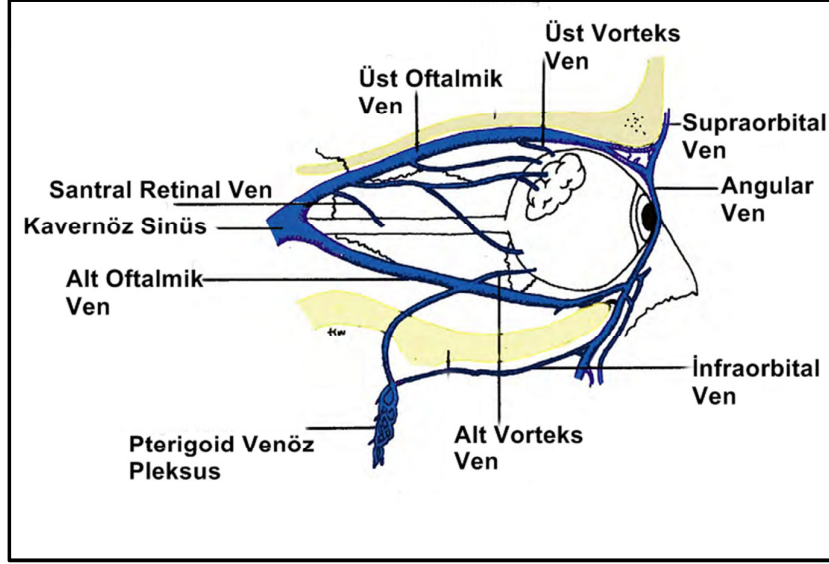 Üst Vorteks
Ven
Üst Oftalmik
Ven
Supraorbital
Ven
Santral Retinal Ven
Angular
Ven
Kavernöz Sinüs
Alt Oftalmik
Ven
İnfraorbital
Ven
Pterigoid Venöz
Pleksus
Alt Vorteks
Ven